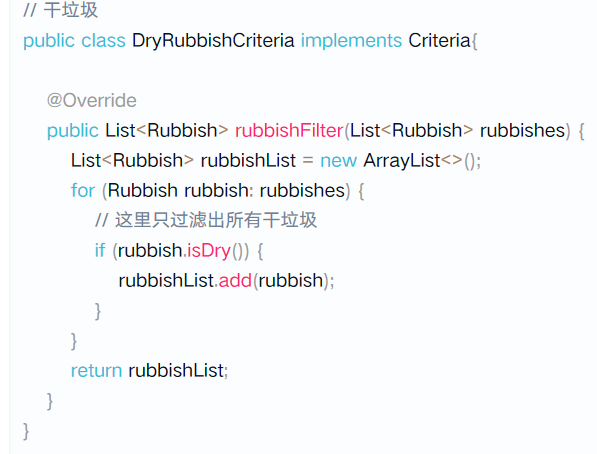 // 干垃圾
public class DryRubbishCriteria implements Criteria{
@Override
public List<Rubbish> rubbishFilter(List<Rubbish> rubbishes) {
List<Rubbish> rubbishList = new ArrayList<>();
for (Rubbish rubbish: rubbishes) {
// 这里只过滤出所有干垃圾
if (rubbish.isDry()) {
rubbishList.add(rubbish);
}
}
return rubbishList;
}
}